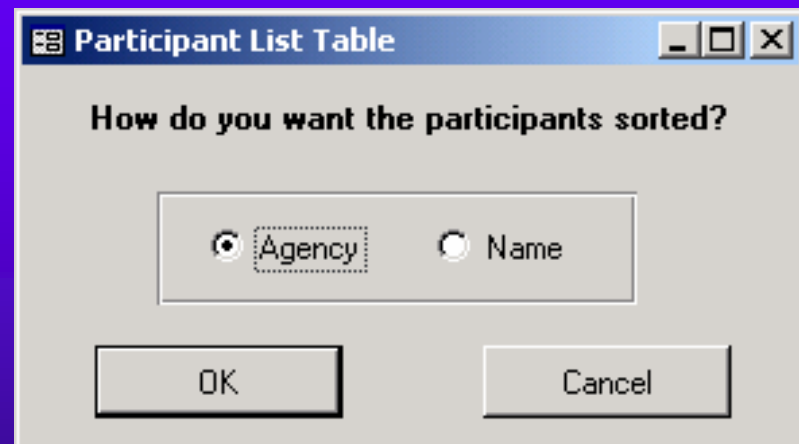 Participant List Table
How do you want the participants sorted?
Agency Name
OK Cancel